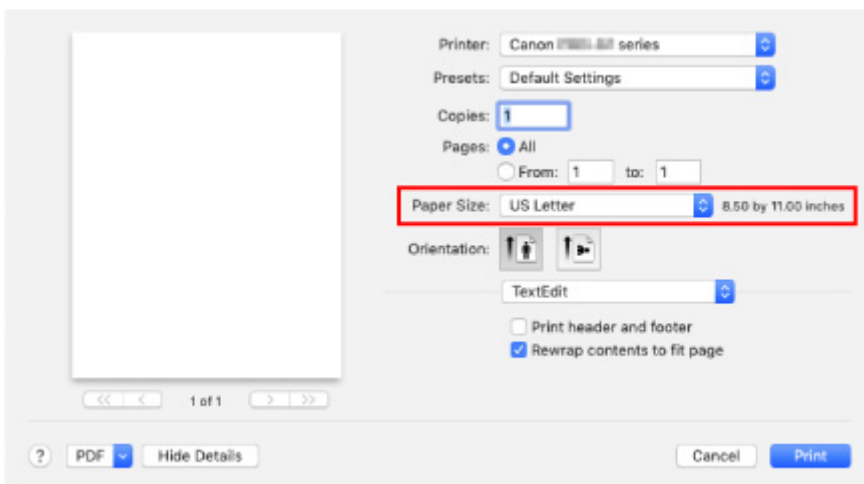 Printer: Canon series
Presets: Default Settings
Copies: 1
Pages: All
From: 1 to: 1
Paper Size: US Letter 8.50 by 11.00 inches
Orientation:
TextEdit
Print header and footer
Rewrap contents to fit page
<< < 1 of 1 > >>
? PDF Hide Details Cancel Print